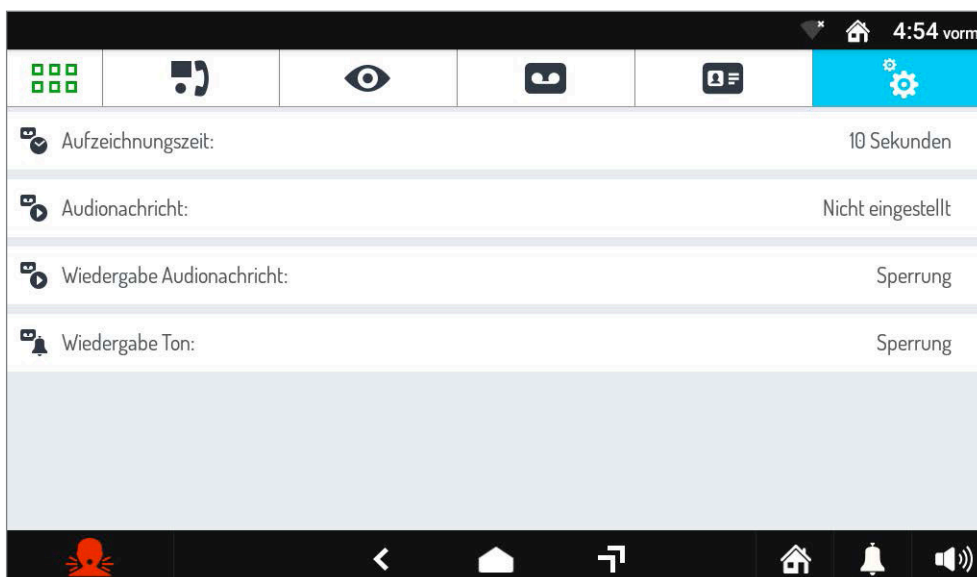 4:54 vorm
Aufzeichnungszeit: 10 Sekunden
Audionachricht: Nicht eingestellt
Wiedergabe Audionachricht: Sperrung
Wiedergabe Ton: Sperrung